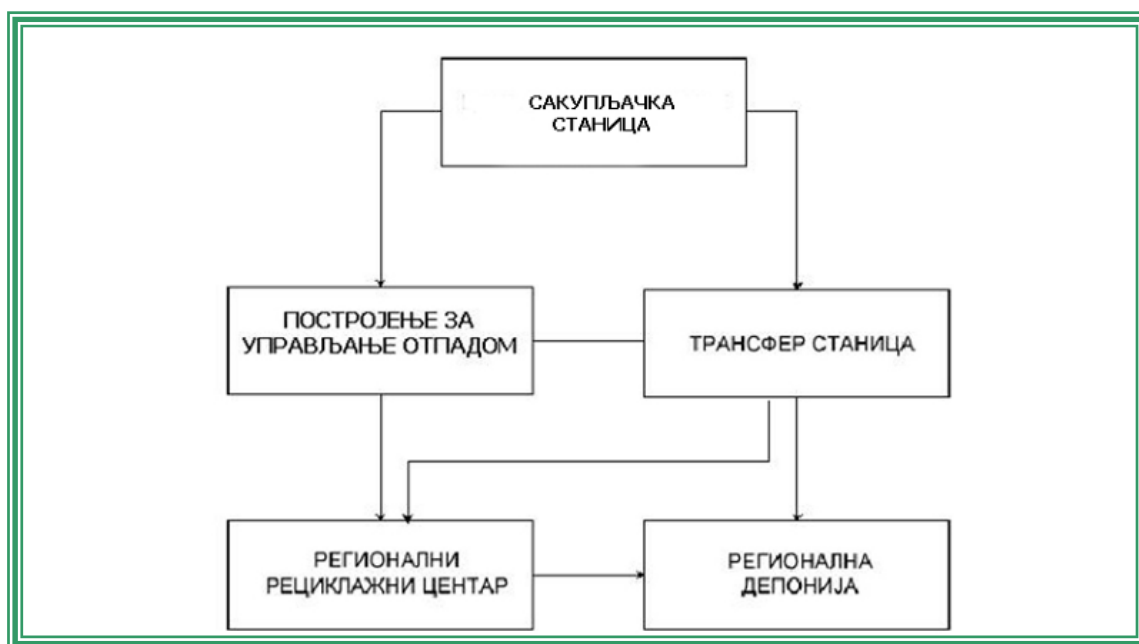 САКУПЉАЧКА
СТАНИЦА
ПОСТРОЈЕЊЕ ЗА
УПРАВЉАЊЕ ОТПАДОМ
ТРАНСФЕР СТАНИЦА
РЕГИОНАЛНИ
РЕЦИКЛАЖНИ ЦЕНТАР
РЕГИОНАЛНА
ДЕПОНИЈА